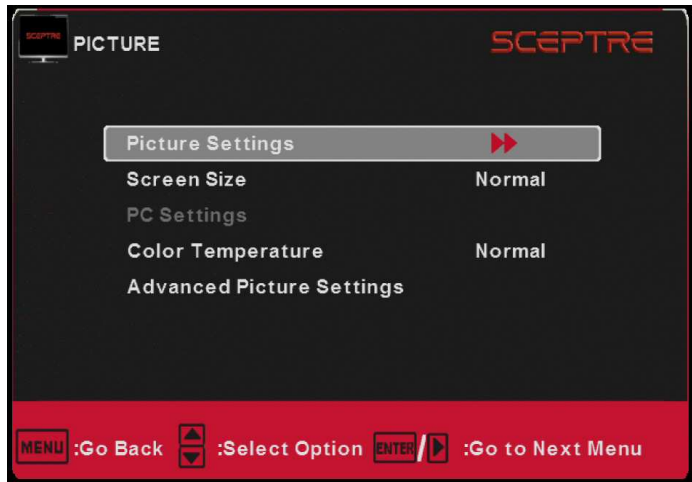 SCEPTRE PICTURE SCEPTRE
Picture Settings
Screen Size Normal
PC Settings
Color Temperature Normal
Advanced Picture Settings
MENU :Go Back :Select Option ENTER / :Go to Next Menu